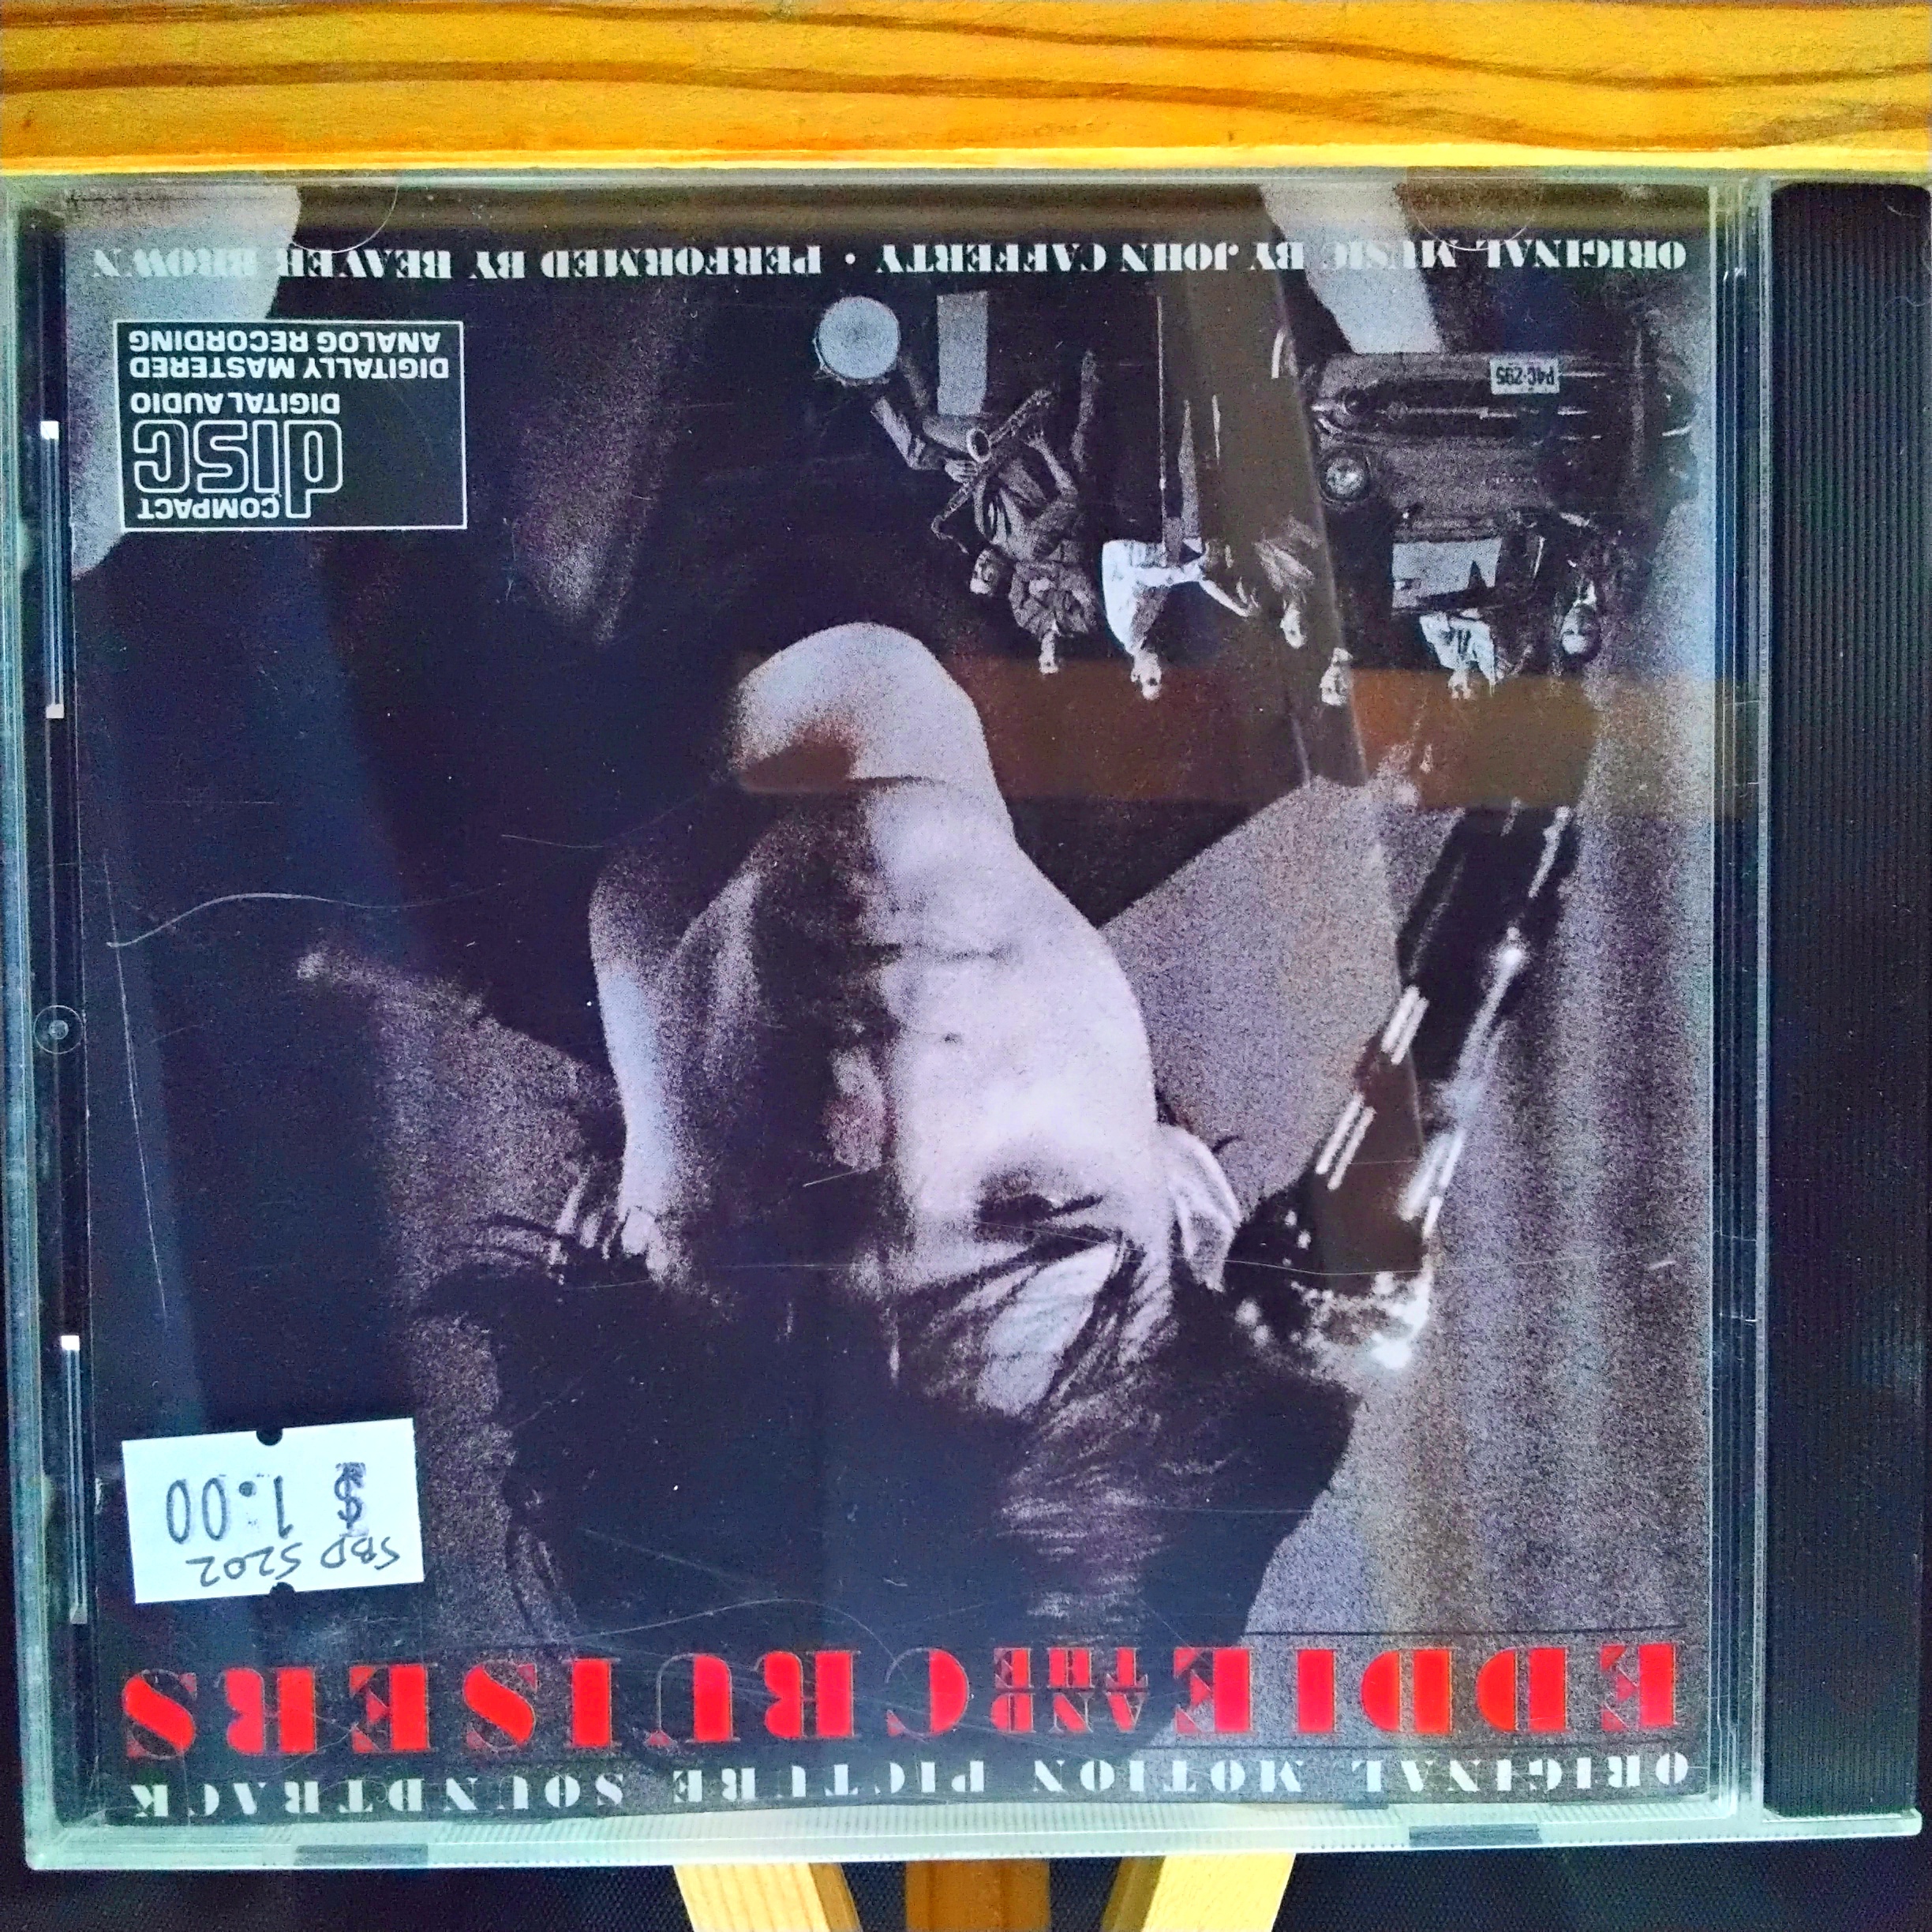 ORIGINAL MOTION PICTURE SOUNDTRACK
EDDIE AND THE CRUISERS
SBD 5202
$ 1.00
P4C-295
COMPACT
disc
DIGITAL AUDIO
DIGITALLY MASTERED
ANALOG RECORDING
ORIGINAL MUSIC BY JOHN CAFFERTY • PERFORMED BY BEAVER BROWN